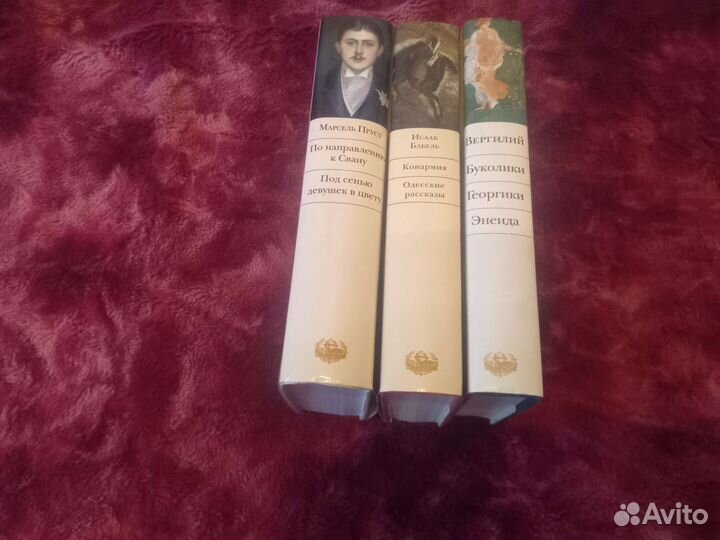 Марсель Пруст
По направлению
к Свану
Под сенью
девушек в цвету
Исаак
Бабель
Конармия
Одесские
рассказы
Вергилий
Буколики
Георгики
Энеида
Avito